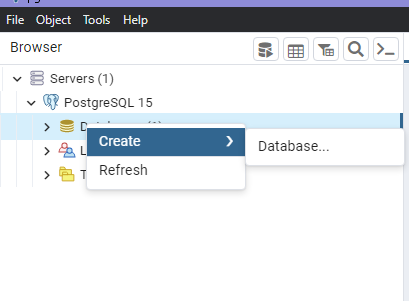 File Object Tools Help
Browser
Servers (1)
PostgreSQL 15
Create
Database...
Refresh